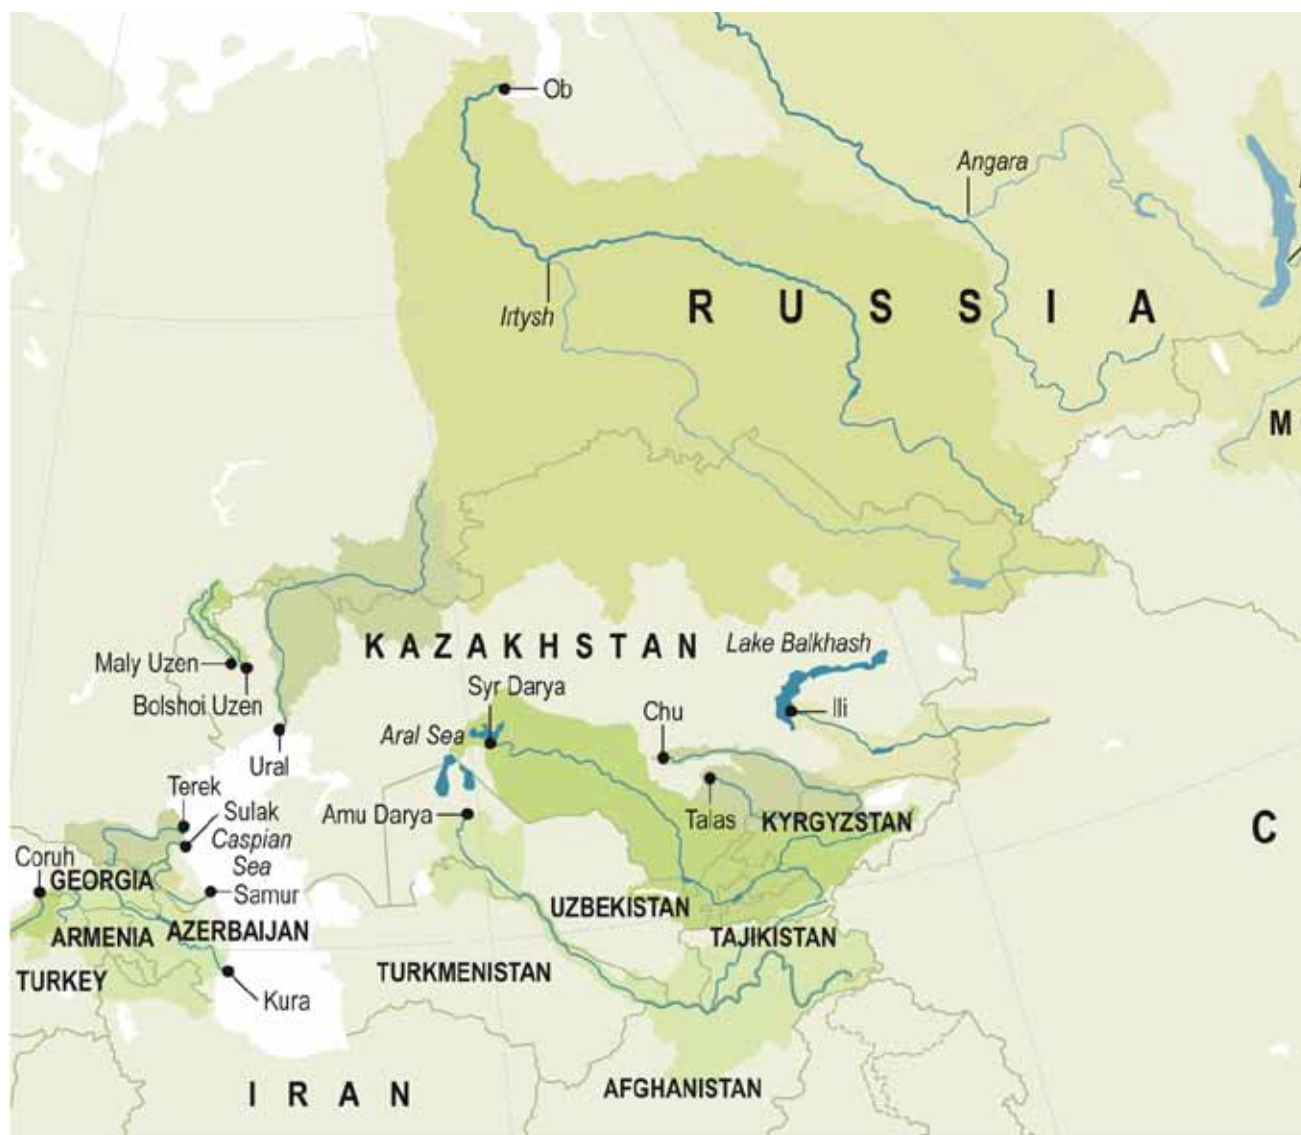 Ob
Angara
Irtysh
R U S S I A
M
K A Z A K H S T A N
Lake Balkhash
Maly Uzen
Bolshoi Uzen
Syr Darya
Chu
Ili
Aral Sea
Ural
Terek
Sulak
Amu Darya
Talas
KYRGYZSTAN
Caspian
Sea
C
Coruh
GEORGIA
Samur
UZBEKISTAN
ARMENIA
AZERBAIJAN
TAJIKISTAN
TURKEY
TURKMENISTAN
Kura
I R A N
AFGHANISTAN